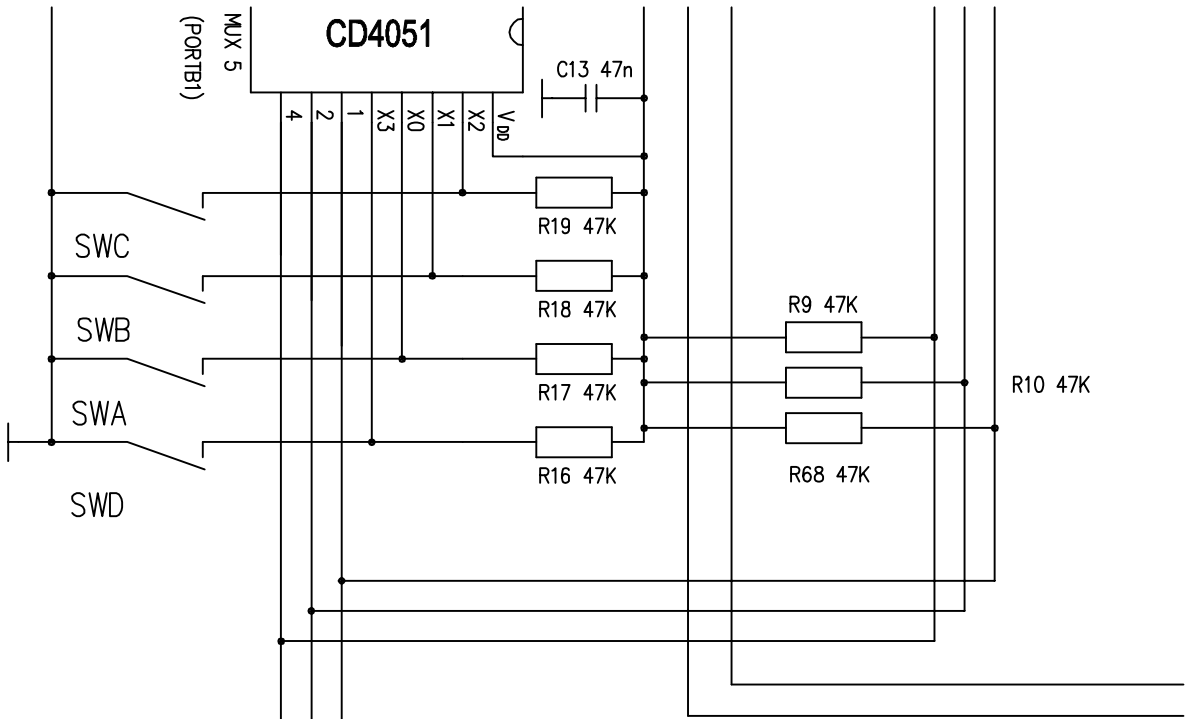 MUX 5
(PORTB1)
CD4051
C13 47n
4
2
1
X3
X0
X1
X2
VDD
R19 47K
SWC
R18 47K
R9 47K
SWB
R17 47K
R10 47K
SWA
R16 47K
R68 47K
SWD